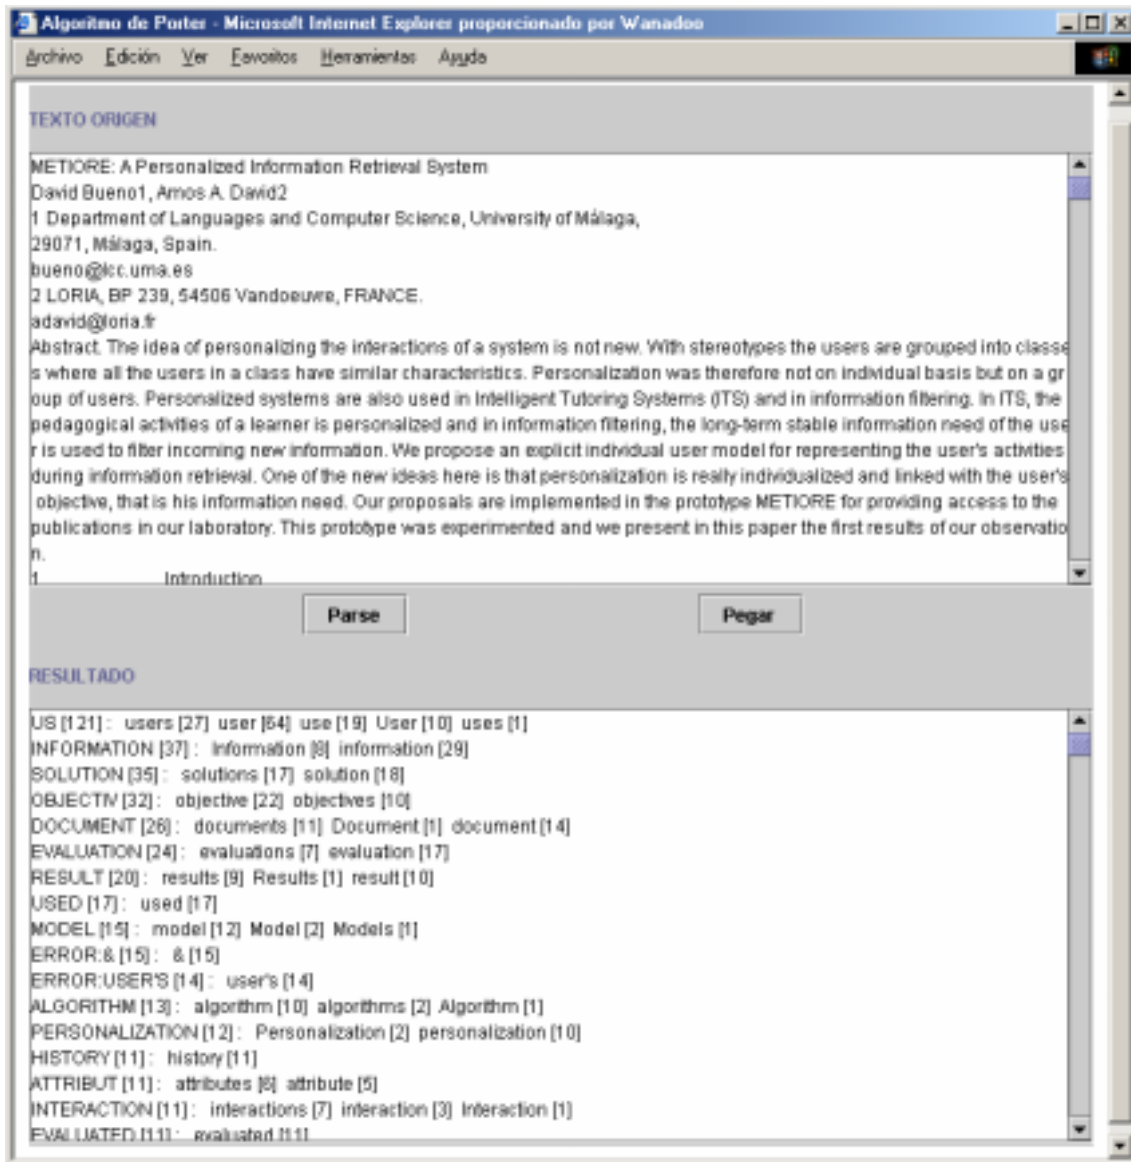 Algoritmo de Porter - Microsoft Internet Explorer proporcionado por Wanadoo
Archivo Edición Ver Favoritos Herramientas Ayuda
TEXTO ORIGEN
METIORE: A Personalized Information Retrieval System
David Bueno1, Amos A. David2
1 Department of Languages and Computer Science, University of Málaga,
29071, Málaga, Spain.
bueno@lcc.uma.es
2 LORIA, BP 239, 54506 Vandoeuvre, FRANCE.
adavid@loria.fr
Abstract. The idea of personalizing the interactions of a system is not new. With stereotypes the users are grouped into classe
s where all the users in a class have similar characteristics. Personalization was therefore not on individual basis but on a gr
oup of users. Personalized systems are also used in Intelligent Tutoring Systems (ITS) and in information filtering. In ITS, the
pedagogical activities of a learner is personalized and in information filtering, the long-term stable information need of the use
r is used to filter incoming new information. We propose an explicit individual user model for representing the user's activities
during information retrieval. One of the new ideas here is that personalization is really individualized and linked with the user's
objective, that is his information need. Our proposals are implemented in the prototype METIORE for providing access to the
publications in our laboratory. This prototype was experimented and we present in this paper the first results of our observatio
n.
1 Introduction
Parse Pegar
RESULTADO
US [121] : users [27] user [64] use [19] User [10] uses [1]
INFORMATION [37] : Information [8] information [29]
SOLUTION [35] : solutions [17] solution [18]
OBJECTIV [32] : objective [22] objectives [10]
DOCUMENT [26] : documents [11] Document [1] document [14]
EVALUATION [24] : evaluations [7] evaluation [17]
RESULT [20] : results [9] Results [1] result [10]
USED [17] : used [17]
MODEL [15] : model [12] Model [2] Models [1]
ERROR:& [15] : & [15]
ERROR:USER'S [14] : user's [14]
ALGORITHM [13] : algorithm [10] algorithms [2] Algorithm [1]
PERSONALIZATION [12] : Personalization [2] personalization [10]
HISTORY [11] : history [11]
ATTRIBUT [11] : attributes [6] attribute [5]
INTERACTION [11] : interactions [7] interaction [3] Interaction [1]
EVALUATED [11] : evaluated [11]